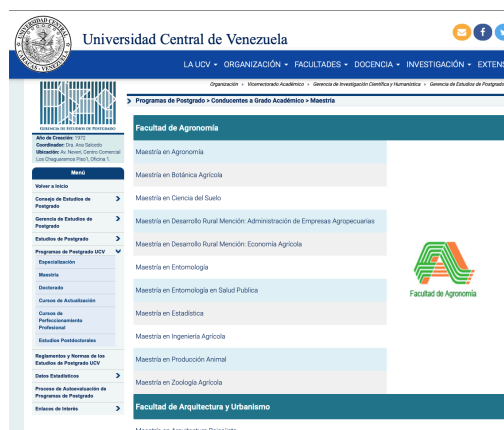 Universidad Central de Venezuela
LA UCV
ORGANIZACIÓN
FACULTADES
DOCENCIA
INVESTIGACIÓN
EXTENS
Organización » Vicerrectorado Académico » Gerencia de Investigación Científica y Humanística » Gerencia de Estudios de Postgrado
GERENCIA DE ESTUDIOS DE POSTGRADO
Año de Creación: 1972
Coordinador: Dra. Ana Salcedo
Ubicación: Av. Neverí, Centro Comercial
Los Chaguaramos Piso1, Oficina 1.
Menú
Volver a Inicio
Consejo de Estudios de
Postgrado
Gerencia de Estudios de
Postgrado
Estudios de Postgrado
Programas de Postgrado UCV
Especialización
Maestría
Doctorado
Cursos de Actualización
Cursos de
Perfeccionamiento
Profesional
Estudios Postdoctorales
Reglamentos y Normas de los
Estudios de Postgrado UCV
Datos Estadísticos
Proceso de Autoevaluación de
Programas de Postgrado
Enlaces de Interés
Programas de Postgrado > Conducentes a Grado Académico > Maestría
Facultad de Agronomía
Maestría en Agronomía
Maestría en Botánica Agrícola
Maestría en Ciencia del Suelo
Maestría en Desarrollo Rural Mención: Administración de Empresas Agropecuarias
Maestría en Desarrollo Rural Mención: Economía Agrícola
Maestría en Entomología
Maestría en Entomología en Salud Publica
Maestría en Estadística
Maestría en Ingeniería Agrícola
Maestría en Producción Animal
Maestría en Zoología Agrícola
Facultad de Agronomía
Facultad de Arquitectura y Urbanismo